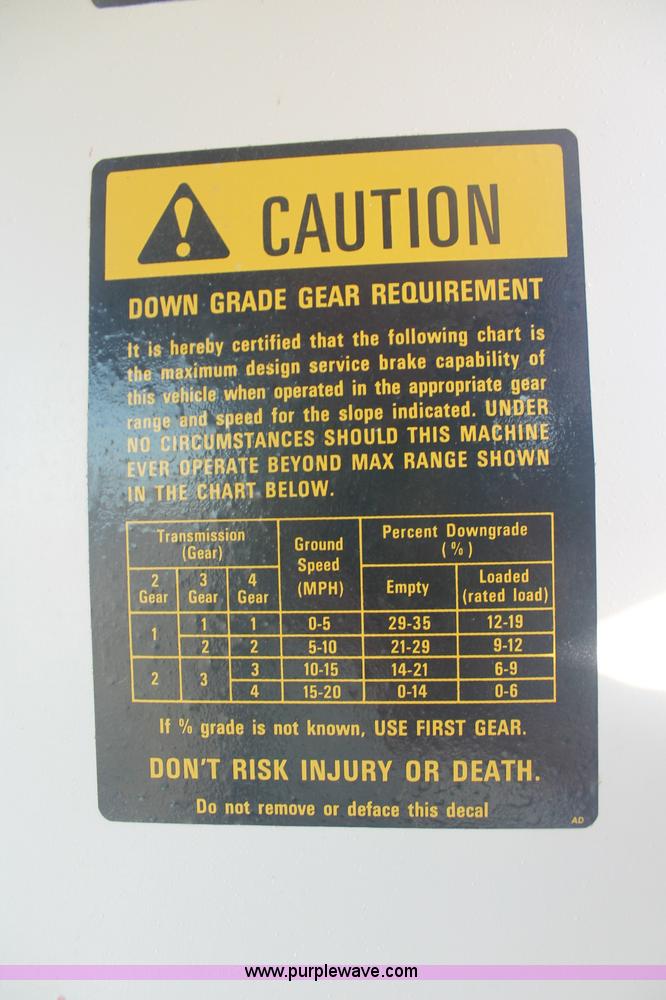 CAUTION
DOWN GRADE GEAR REQUIREMENT
It is hereby certified that the following chart is
the maximum design service brake capability of
this vehicle when operated in the appropriate gear
range and speed for the slope indicated. UNDER
NO CIRCUMSTANCES SHOULD THIS MACHINE
EVER OPERATE BEYOND MAX RANGE SHOWN
IN THE CHART BELOW.
Transmission
(Gear)
Ground
Speed
(MPH)
Percent Downgrade
(%)
2
Gear
3
Gear
4
Gear
Empty
Loaded
(rated load)
1
1 1 0-5 29-35 12-19
2 2 5-10 21-29 9-12
2 3
3 10-15 14-21 6-9
4 15-20 0-14 0-6
If % grade is not known, USE FIRST GEAR.
DON'T RISK INJURY OR DEATH.
Do not remove or deface this decal
AD
www.purplewave.com